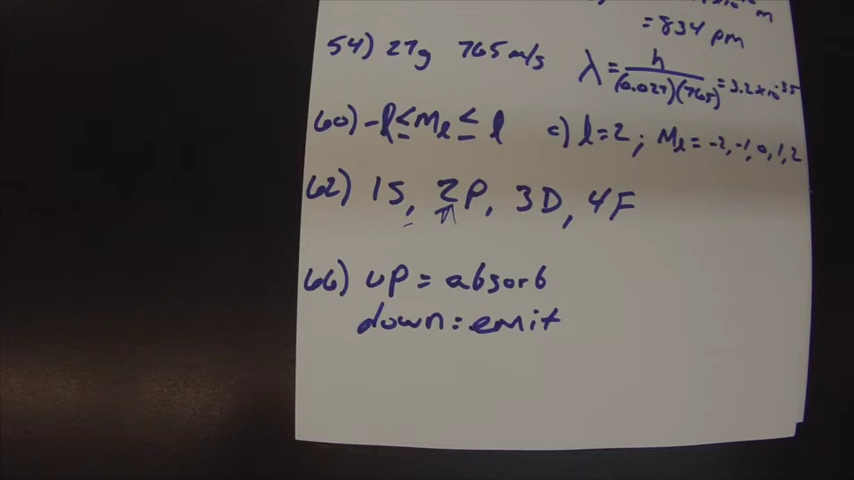 = 834 pm
54) 27g 765 m/s λ = h / (0.027)(765) = 3.2 x 10⁻³⁵
60) -l ≤ Ml ≤ l c) l = 2 ; Ml = -2, -1, 0, 1, 2
62) 1S, 2P, 3D, 4F
66) up = absorb
down = emit